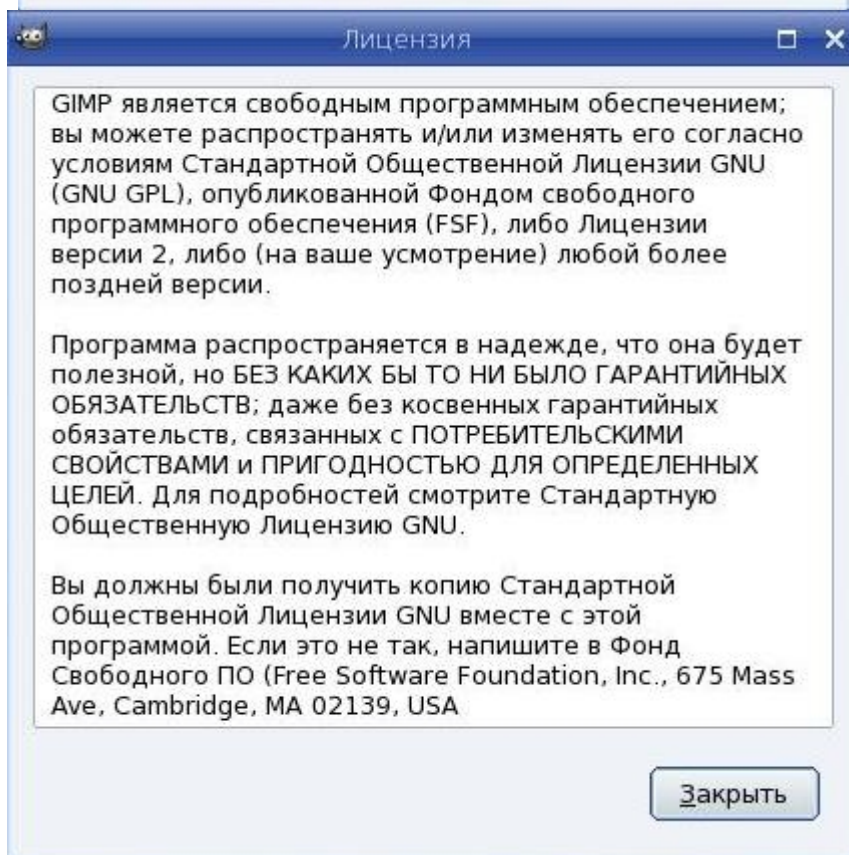 Лицензия
GIMP является свободным программным обеспечением;
вы можете распространять и/или изменять его согласно
условиям Стандартной Общественной Лицензии GNU
(GNU GPL), опубликованной Фондом свободного
программного обеспечения (FSF), либо Лицензии
версии 2, либо (на ваше усмотрение) любой более
поздней версии.
Программа распространяется в надежде, что она будет
полезной, но БЕЗ КАКИХ БЫ ТО НИ БЫЛО ГАРАНТИЙНЫХ
ОБЯЗАТЕЛЬСТВ; даже без косвенных гарантийных
обязательств, связанных с ПОТРЕБИТЕЛЬСКИМИ
СВОЙСТВАМИ и ПРИГОДНОСТЬЮ ДЛЯ ОПРЕДЕЛЕННЫХ
ЦЕЛЕЙ. Для подробностей смотрите Стандартную
Общественную Лицензию GNU.
Вы должны были получить копию Стандартной
Общественной Лицензии GNU вместе с этой
программой. Если это не так, напишите в Фонд
Свободного ПО (Free Software Foundation, Inc., 675 Mass
Ave, Cambridge, MA 02139, USA
Закрыть